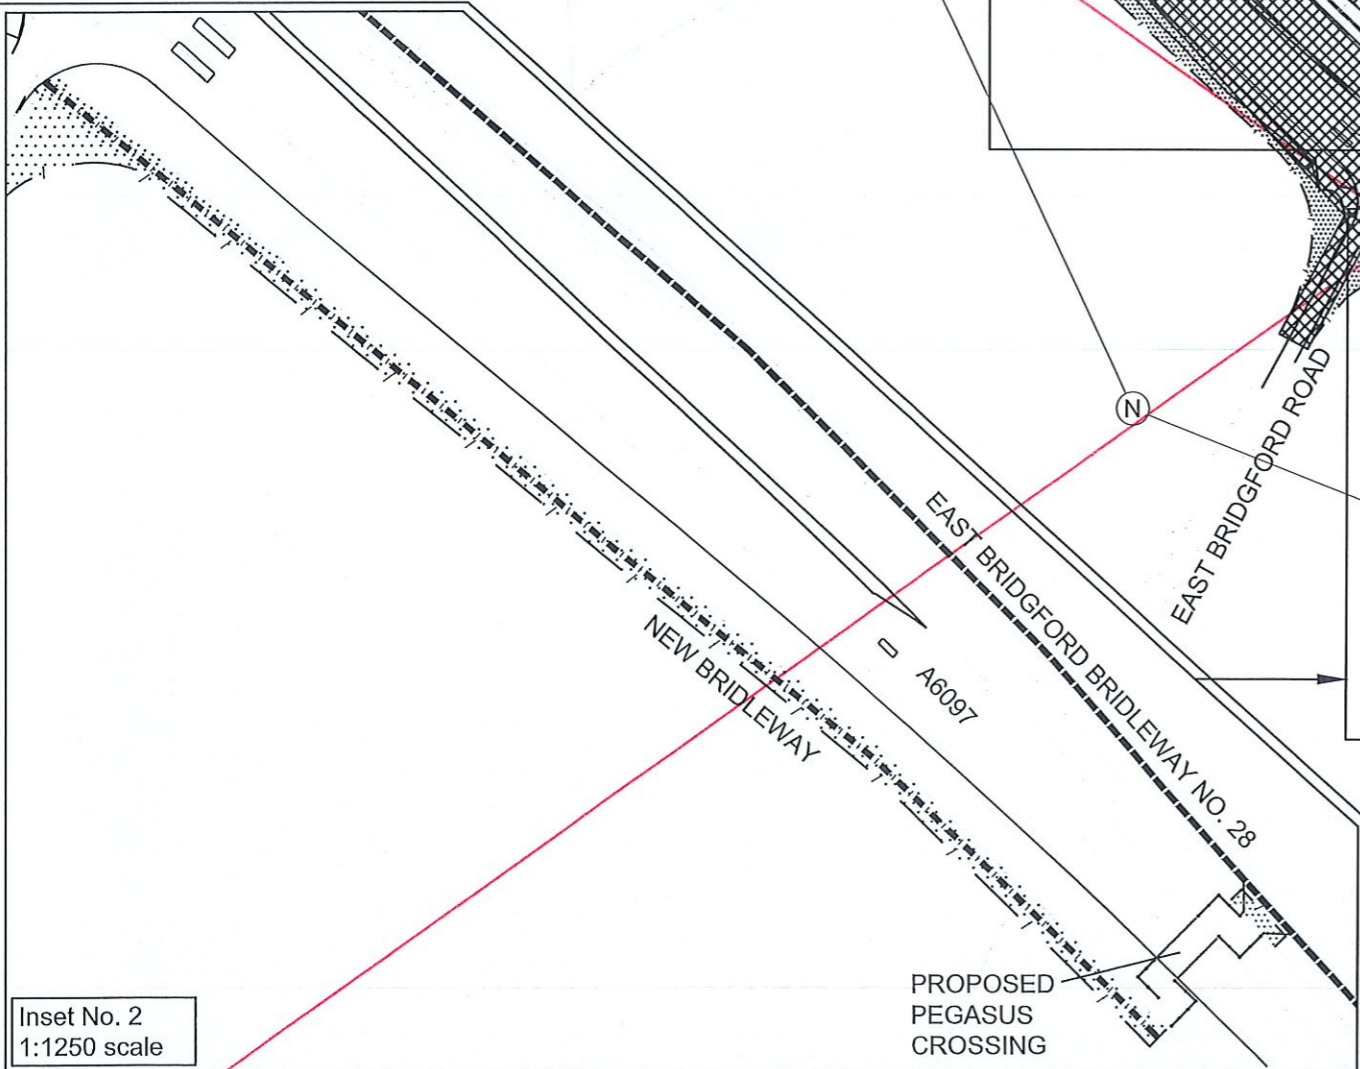 N
EAST BRIDGFORD ROAD
EAST BRIDGFORD BRIDLEWAY NO. 28
A6097
NEW BRIDLEWAY
PROPOSED
PEGASUS
CROSSING
Inset No. 2
1:1250 scale